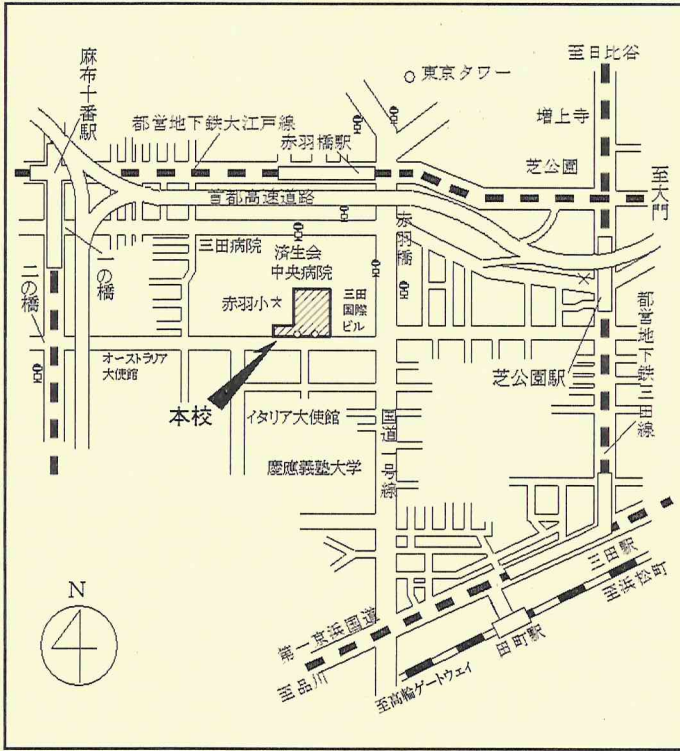 至日比谷
麻布十番駅
東京タワー
増上寺
都営地下鉄大江戸線
赤羽橋駅
芝公園
至大門
首都高速道路
三田病院
済生会
中央病院
赤羽橋
一の橋
二の橋
赤羽小
三田
国際
ビル
都営地下鉄三田線
オーストラリア
大使館
芝公園駅
本校
イタリア大使館
国道一号線
慶應義塾大学
N
三田駅
至浜松町
第一京浜国道
田町駅
至品川
至高輪ゲートウェイ